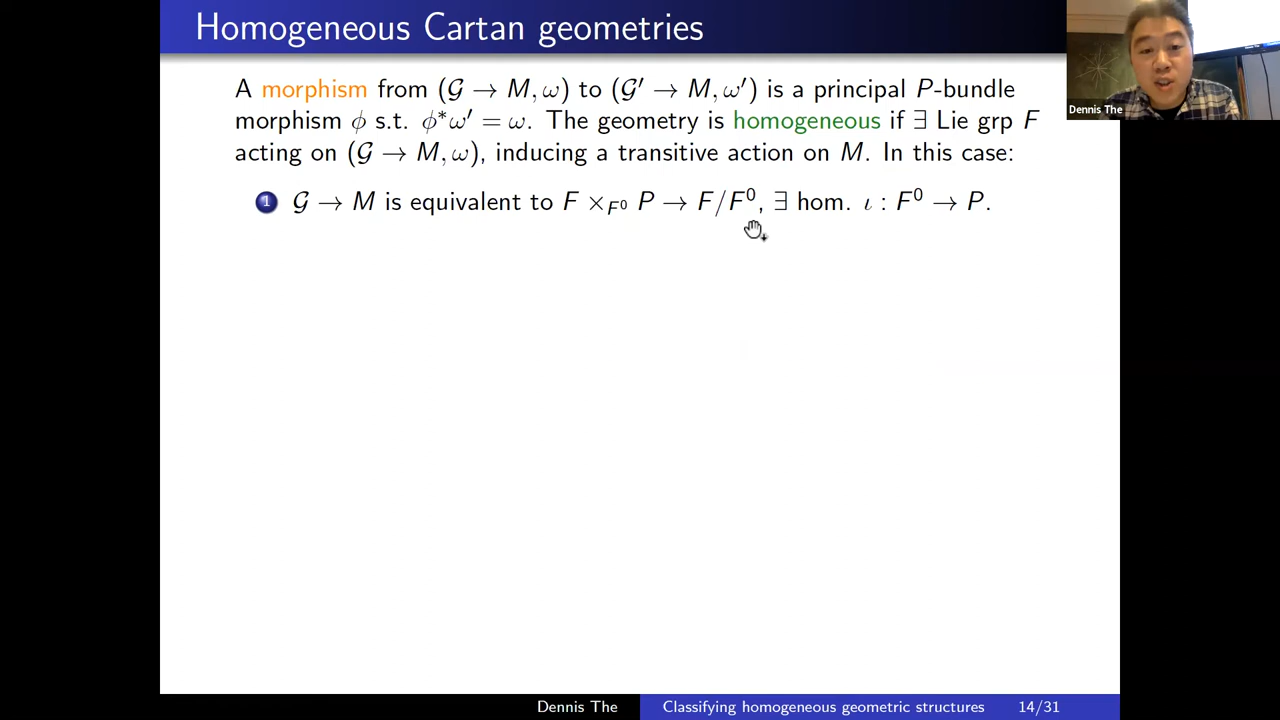 Homogeneous Cartan geometries
A morphism from (𝒢 → M, ω) to (𝒢′ → M, ω′) is a principal P-bundle
morphism ϕ s.t. ϕ*ω′ = ω. The geometry is homogeneous if ∃ Lie grp F
acting on (𝒢 → M, ω), inducing a transitive action on M. In this case:
1 𝒢 → M is equivalent to F ×_{F⁰} P → F/F⁰, ∃ hom. ι : F⁰ → P.
Dennis The
Dennis The Classifying homogeneous geometric structures 14/31